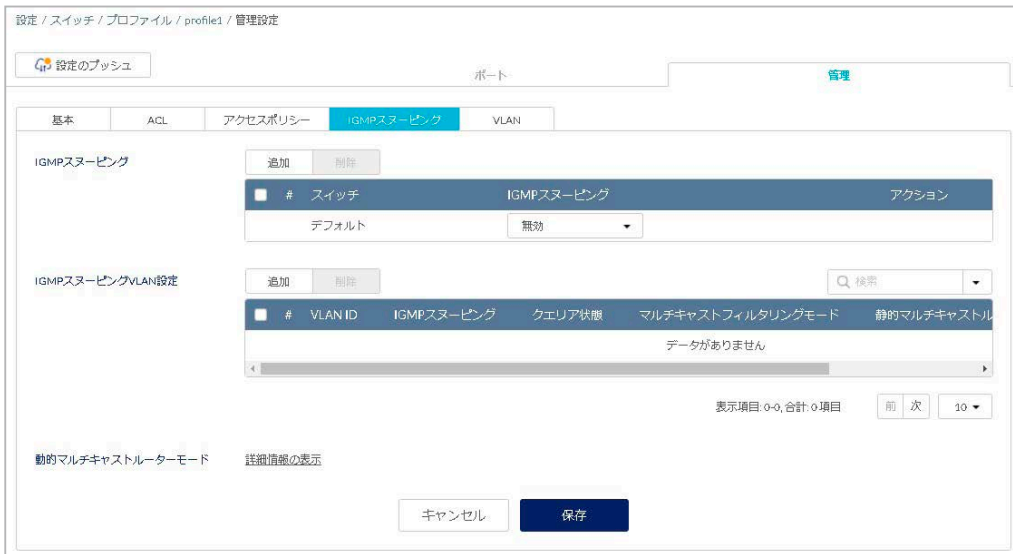 設定 / スイッチ / プロファイル / profile1 / 管理設定
設定のプッシュ
ポート 管理
基本 ACL アクセスポリシー IGMPスヌーピング VLAN
IGMPスヌーピング 追加 削除
# スイッチ IGMPスヌーピング アクション
デフォルト 無効
IGMPスヌーピングVLAN設定 追加 削除 検索
# VLAN ID IGMPスヌーピング クエリア状態 マルチキャストフィルタリングモード 静的マルチキャストル
データがありません
表示項目: 0-0, 合計: 0 項目 前 次 10
動的マルチキャストルーターモード 詳細情報の表示
キャンセル 保存